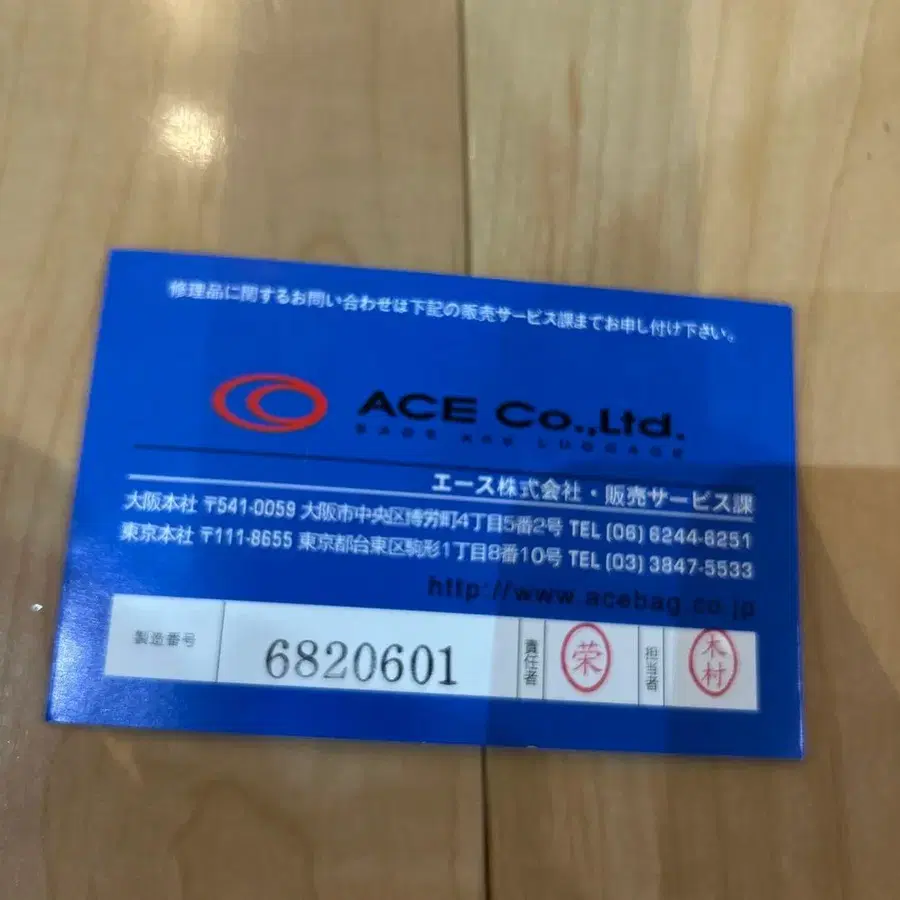 修理品に関するお問い合わせは下記の販売サービス課までお申し付け下さい。
ACE Co.,Ltd.
BAGS AND LUGGAGE
エース株式会社・販売サービス課
大阪本社 〒541-0059 大阪市中央区博労町4丁目5番2号 TEL (06) 6244-6251
東京本社 〒111-8655 東京都台東区駒形1丁目8番10号 TEL (03) 3847-5533
http://www.acebag.co.jp
製造番号 6820601 責任者 栄 担当者 木村